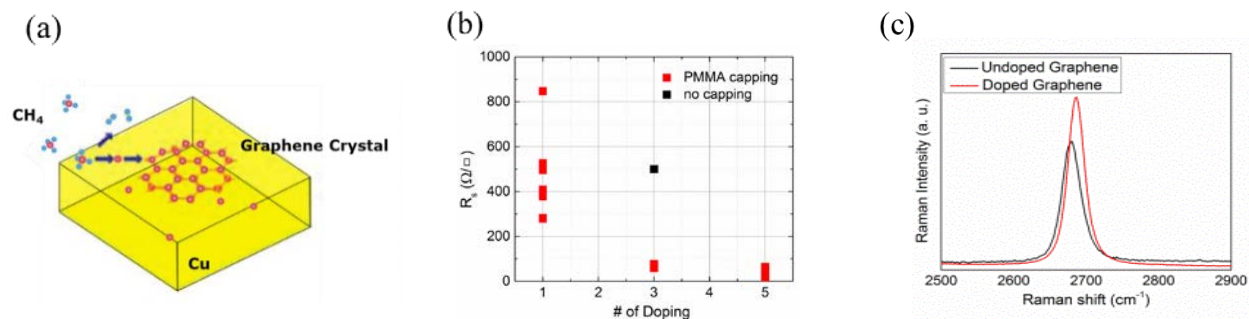 (a)
CH4
Graphene Crystal
Cu
(b)
1000
800
600
400
200
0
Rs (Ω/□)
PMMA capping
no capping
1 2 3 4 5
# of Doping
(c)
Undoped Graphene
Doped Graphene
Raman Intensity (a. u.)
2500 2600 2700 2800 2900
Raman shift (cm⁻¹)